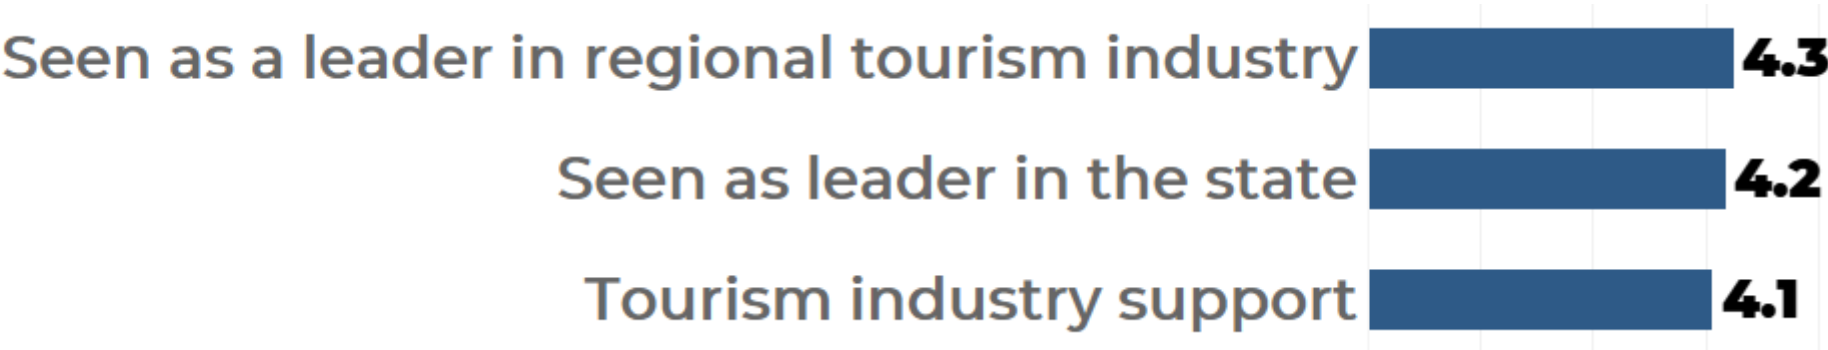 Seen as a leader in regional tourism industry 4.3
Seen as leader in the state 4.2
Tourism industry support 4.1